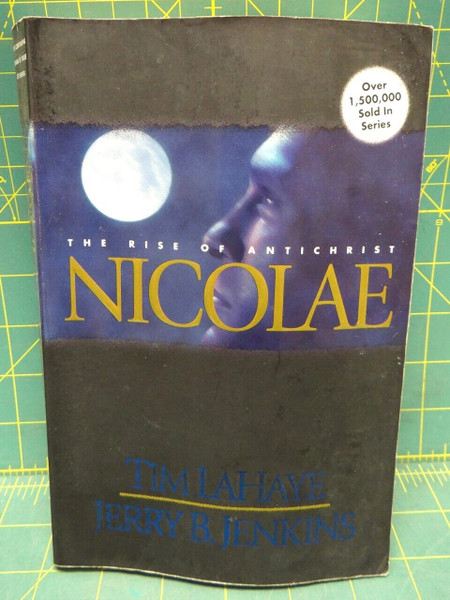 Over
1,500,000
Sold In
Series
THE RISE OF ANTICHRIST
NICOLAE
TIM LAHAYE
JERRY B. JENKINS